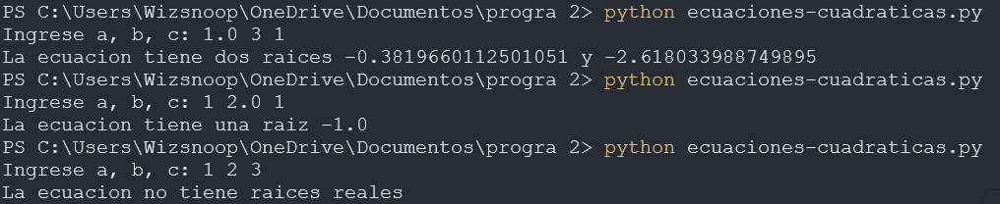 PS C:\Users\Wizsnoop\OneDrive\Documentos\progra 2> python ecuaciones-cuadraticas.py
Ingrese a, b, c: 1.0 3 1
La ecuacion tiene dos raices -0.3819660112501051 y -2.618033988749895
PS C:\Users\Wizsnoop\OneDrive\Documentos\progra 2> python ecuaciones-cuadraticas.py
Ingrese a, b, c: 1 2.0 1
La ecuacion tiene una raiz -1.0
PS C:\Users\Wizsnoop\OneDrive\Documentos\progra 2> python ecuaciones-cuadraticas.py
Ingrese a, b, c: 1 2 3
La ecuacion no tiene raices reales